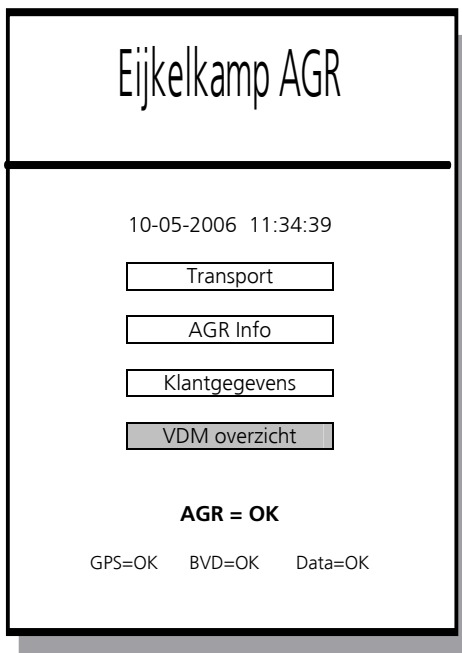 Eijkelkamp AGR
10-05-2006 11:34:39
Transport
AGR Info
Klantgegevens
VDM overzicht
AGR = OK
GPS=OK BVD=OK Data=OK